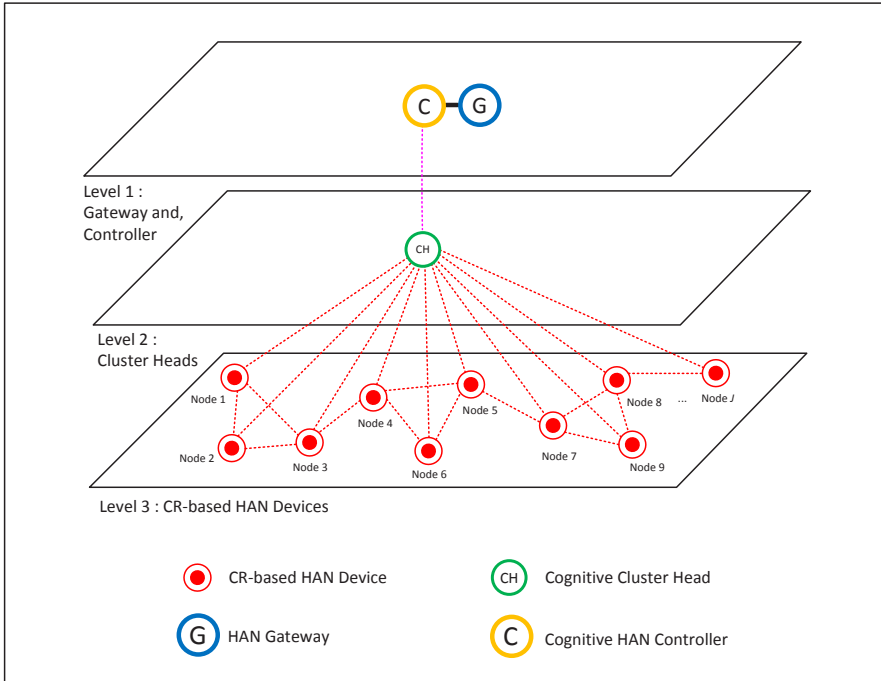 C
G
Level 1 :
Gateway and,
Controller
CH
Level 2 :
Cluster Heads
Node 1
Node 8
...
Node J
Node 4
Node 5
Node 2
Node 3
Node 6
Node 7
Node 9
Level 3 : CR-based HAN Devices
CR-based HAN Device
CH
Cognitive Cluster Head
G
HAN Gateway
C
Cognitive HAN Controller